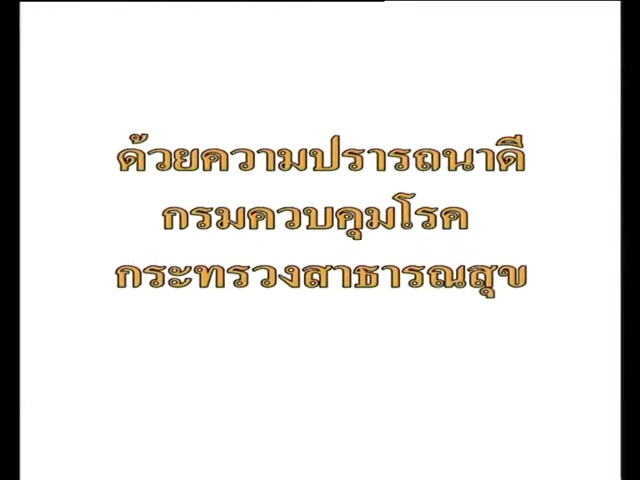 ด้วยความปรารถนาดี
กรมควบคุมโรค
กระทรวงสาธารณสุข